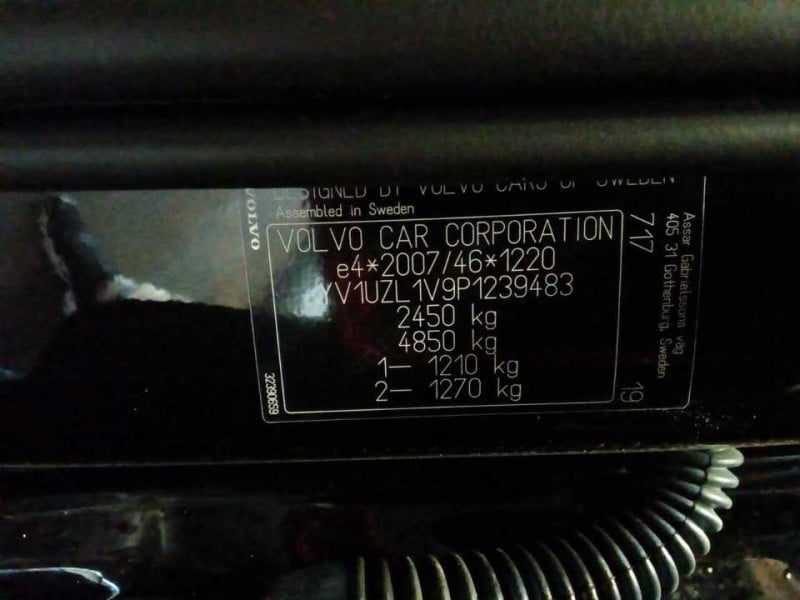 DESIGNED BY VOLVO CARS OF SWEDEN
Assembled in Sweden
VOLVO
VOLVO CAR CORPORATION
e4*2007/46*1220
YV1UZL1V9P1239483
2450 kg
4850 kg
1— 1210 kg
2— 1270 kg
717
19
Assar Gabrielssons väg
405 31 Gothenburg, Sweden
32390659